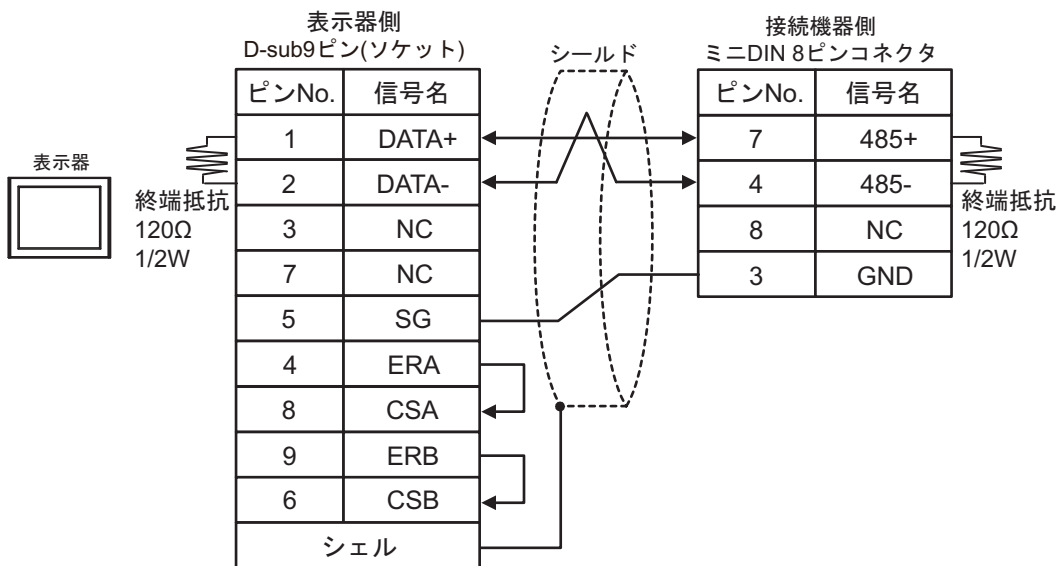 表示器側
D-sub9ピン(ソケット)
シールド
接続機器側
ミニDIN 8ピンコネクタ
ピンNo. 信号名
1 DATA+
2 DATA-
3 NC
7 NC
5 SG
4 ERA
8 CSA
9 ERB
6 CSB
シェル
ピンNo. 信号名
7 485+
4 485-
8 NC
3 GND
表示器
終端抵抗
120Ω
1/2W
終端抵抗
120Ω
1/2W